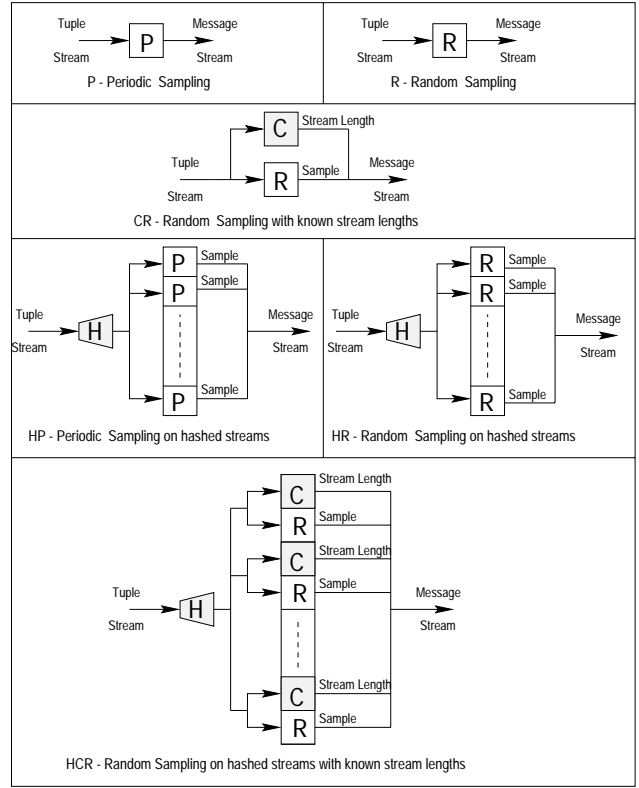 Tuple
Message
P
Stream
Stream
P - Periodic Sampling
Tuple
Message
R
Stream
Stream
R - Random Sampling
C
Stream Length
Tuple
Message
R
Sample
Stream
Stream
CR - Random Sampling with known stream lengths
P
Sample
P
Sample
Tuple
Message
H
Stream
Stream
P
Sample
HP - Periodic Sampling on hashed streams
R
Sample
R
Sample
Tuple
Message
H
Stream
Stream
R
Sample
HR - Random Sampling on hashed streams
C
Stream Length
R
Sample
C
Stream Length
R
Sample
Tuple
Message
H
Stream
Stream
C
Stream Length
R
Sample
HCR - Random Sampling on hashed streams with known stream lengths